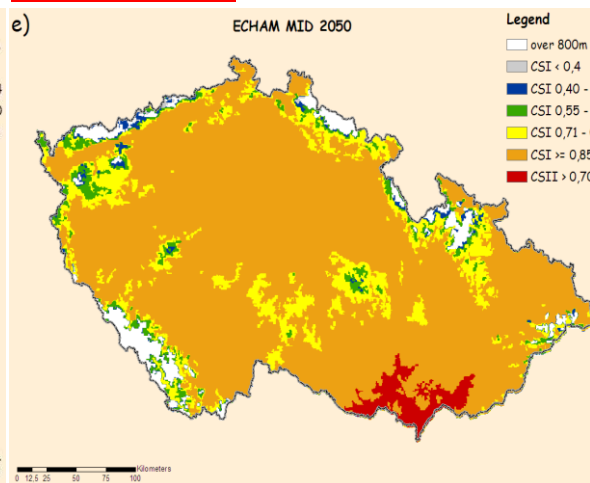 e)
ECHAM MID 2050
Legend
over 800m
CSI < 0,4
CSI 0,40 -
CSI 0,55 -
CSI 0,71 -
CSI >= 0,85
CSII > 0,70
Kilometers
0 12.5 25 50 75 100